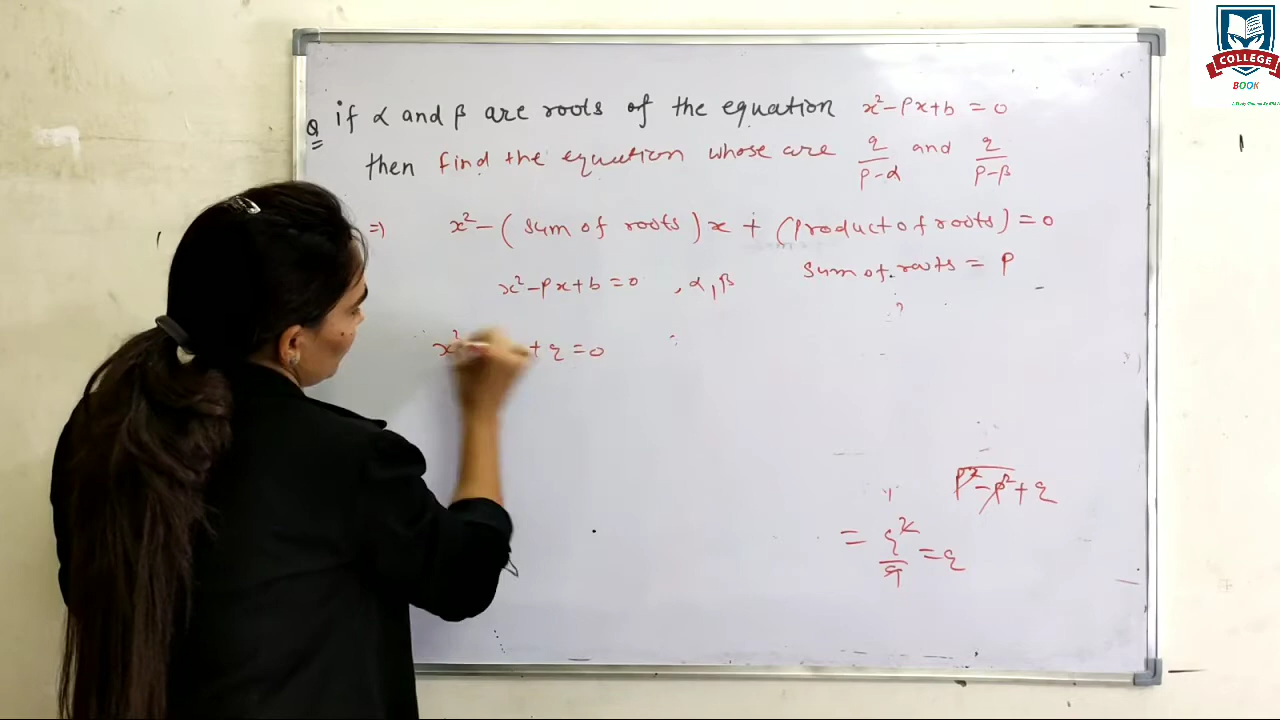 Q if α and β are roots of the equation x²-px+b=0
then find the equation whose are q/p-α and q/p-β
⇒) x²-(sum of roots)x+(product of roots)=0
x²-px+b=0 , α, β sum of roots = p
x² + q = 0
p²-p²+q
= q²/q = q
COLLEGE
BOOK